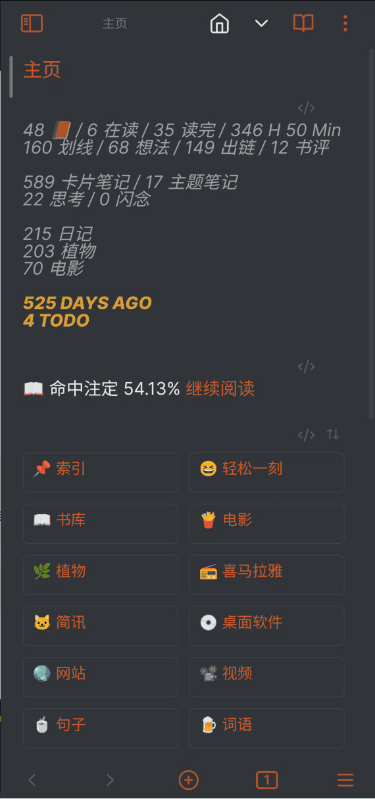 主页
主页
48 📙 / 6 在读 / 35 读完 / 346 H 50 Min
160 划线 / 68 想法 / 149 出链 / 12 书评
589 卡片笔记 / 17 主题笔记
22 思考 / 0 闪念
215 日记
203 植物
70 电影
525 DAYS AGO
4 TODO
📖 命中注定 54.13% 继续阅读
📌 索引
😆 轻松一刻
📖 书库
🍟 电影
🌿 植物
📻 喜马拉雅
🐱 简讯
💿 桌面软件
🌏 网站
📽 视频
🍵 句子
🍺 词语
1